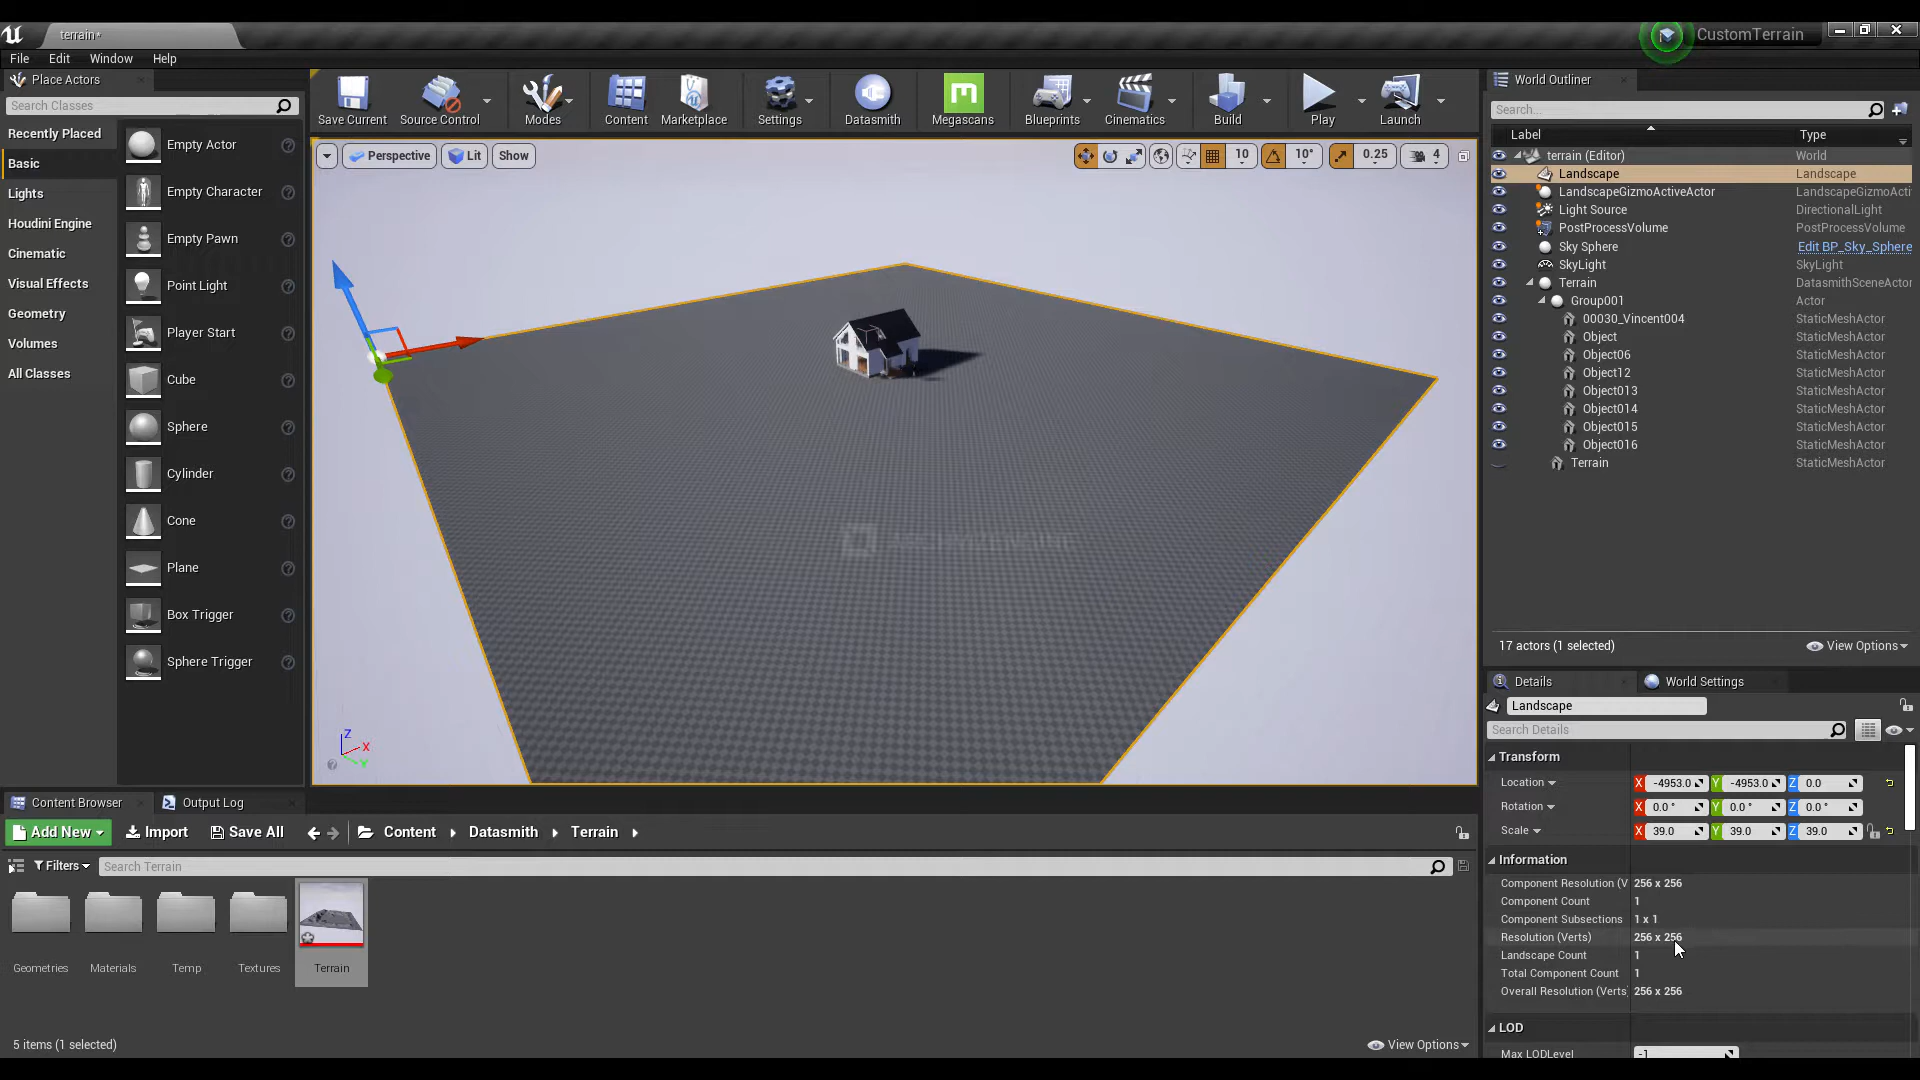 terrain*
CustomTerrain
File Edit Window Help
Place Actors
Search Classes
Recently Placed
Basic
Lights
Houdini Engine
Cinematic
Visual Effects
Geometry
Volumes
All Classes
Empty Actor
Empty Character
Empty Pawn
Point Light
Player Start
Cube
Sphere
Cylinder
Cone
Plane
Box Trigger
Sphere Trigger
Save Current Source Control Modes Content Marketplace Settings Datasmith Megascans Blueprints Cinematics Build Play Launch
Perspective Lit Show 10 10° 0.25 4
Z
X
Y
World Outliner
Search...
Label Type
terrain (Editor) World
Landscape Landscape
LandscapeGizmoActiveActor LandscapeGizmoActi
Light Source DirectionalLight
PostProcessVolume PostProcessVolume
Sky Sphere Edit BP_Sky_Sphere
SkyLight SkyLight
Terrain DatasmithSceneActor
Group001 Actor
00030_Vincent004 StaticMeshActor
Object StaticMeshActor
Object06 StaticMeshActor
Object12 StaticMeshActor
Object013 StaticMeshActor
Object014 StaticMeshActor
Object015 StaticMeshActor
Object016 StaticMeshActor
Terrain StaticMeshActor
17 actors (1 selected) View Options
Details World Settings
Landscape
Search Details
Transform
Location X -4953.0 Y -4953.0 Z 0.0
Rotation X 0.0 ° Y 0.0 ° Z 0.0 °
Scale X 39.0 Y 39.0 Z 39.0
Information
Component Resolution (V 256 x 256
Component Count 1
Component Subsections 1 x 1
Resolution (Verts) 256 x 256
Landscape Count 1
Total Component Count 1
Overall Resolution (Verts) 256 x 256
LOD
Max LODLevel -1
Content Browser Output Log
Add New Import Save All Content Datasmith Terrain
Filters Search Terrain
Geometries Materials Temp Textures Terrain
5 items (1 selected) View Options